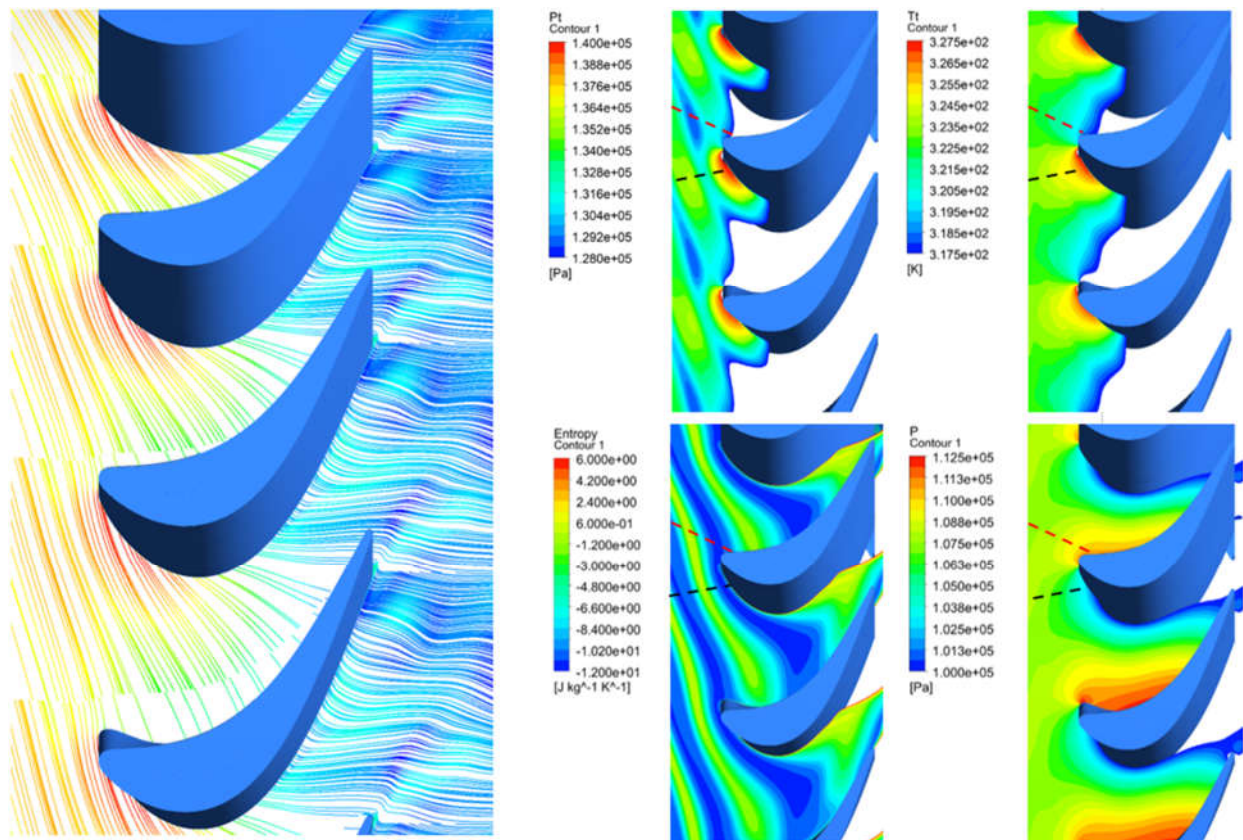 Pt
Contour 1
1.400e+05
1.388e+05
1.376e+05
1.364e+05
1.352e+05
1.340e+05
1.328e+05
1.316e+05
1.304e+05
1.292e+05
1.280e+05
[Pa]
Tt
Contour 1
3.275e+02
3.265e+02
3.255e+02
3.245e+02
3.235e+02
3.225e+02
3.215e+02
3.205e+02
3.195e+02
3.185e+02
3.175e+02
[K]
Entropy
Contour 1
6.000e+00
4.200e+00
2.400e+00
6.000e-01
-1.200e+00
-3.000e+00
-4.800e+00
-6.600e+00
-8.400e+00
-1.020e+01
-1.200e+01
[J kg^-1 K^-1]
P
Contour 1
1.125e+05
1.113e+05
1.100e+05
1.088e+05
1.075e+05
1.063e+05
1.050e+05
1.038e+05
1.025e+05
1.013e+05
1.000e+05
[Pa]